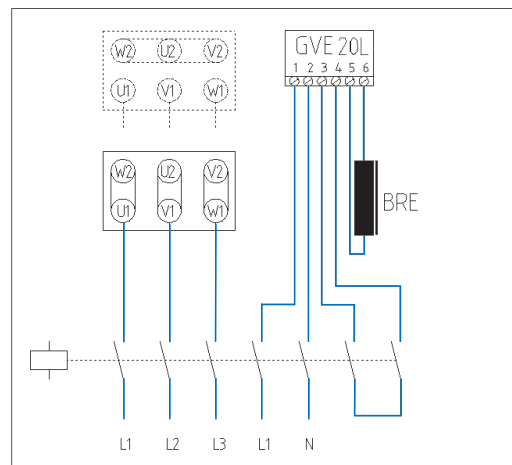 W2 U2 V2
U1 V1 W1
GVE 20L
1 2 3 4 5 6
W2 U2 V2
U1 V1 W1
BRE
L1 L2 L3 L1 N